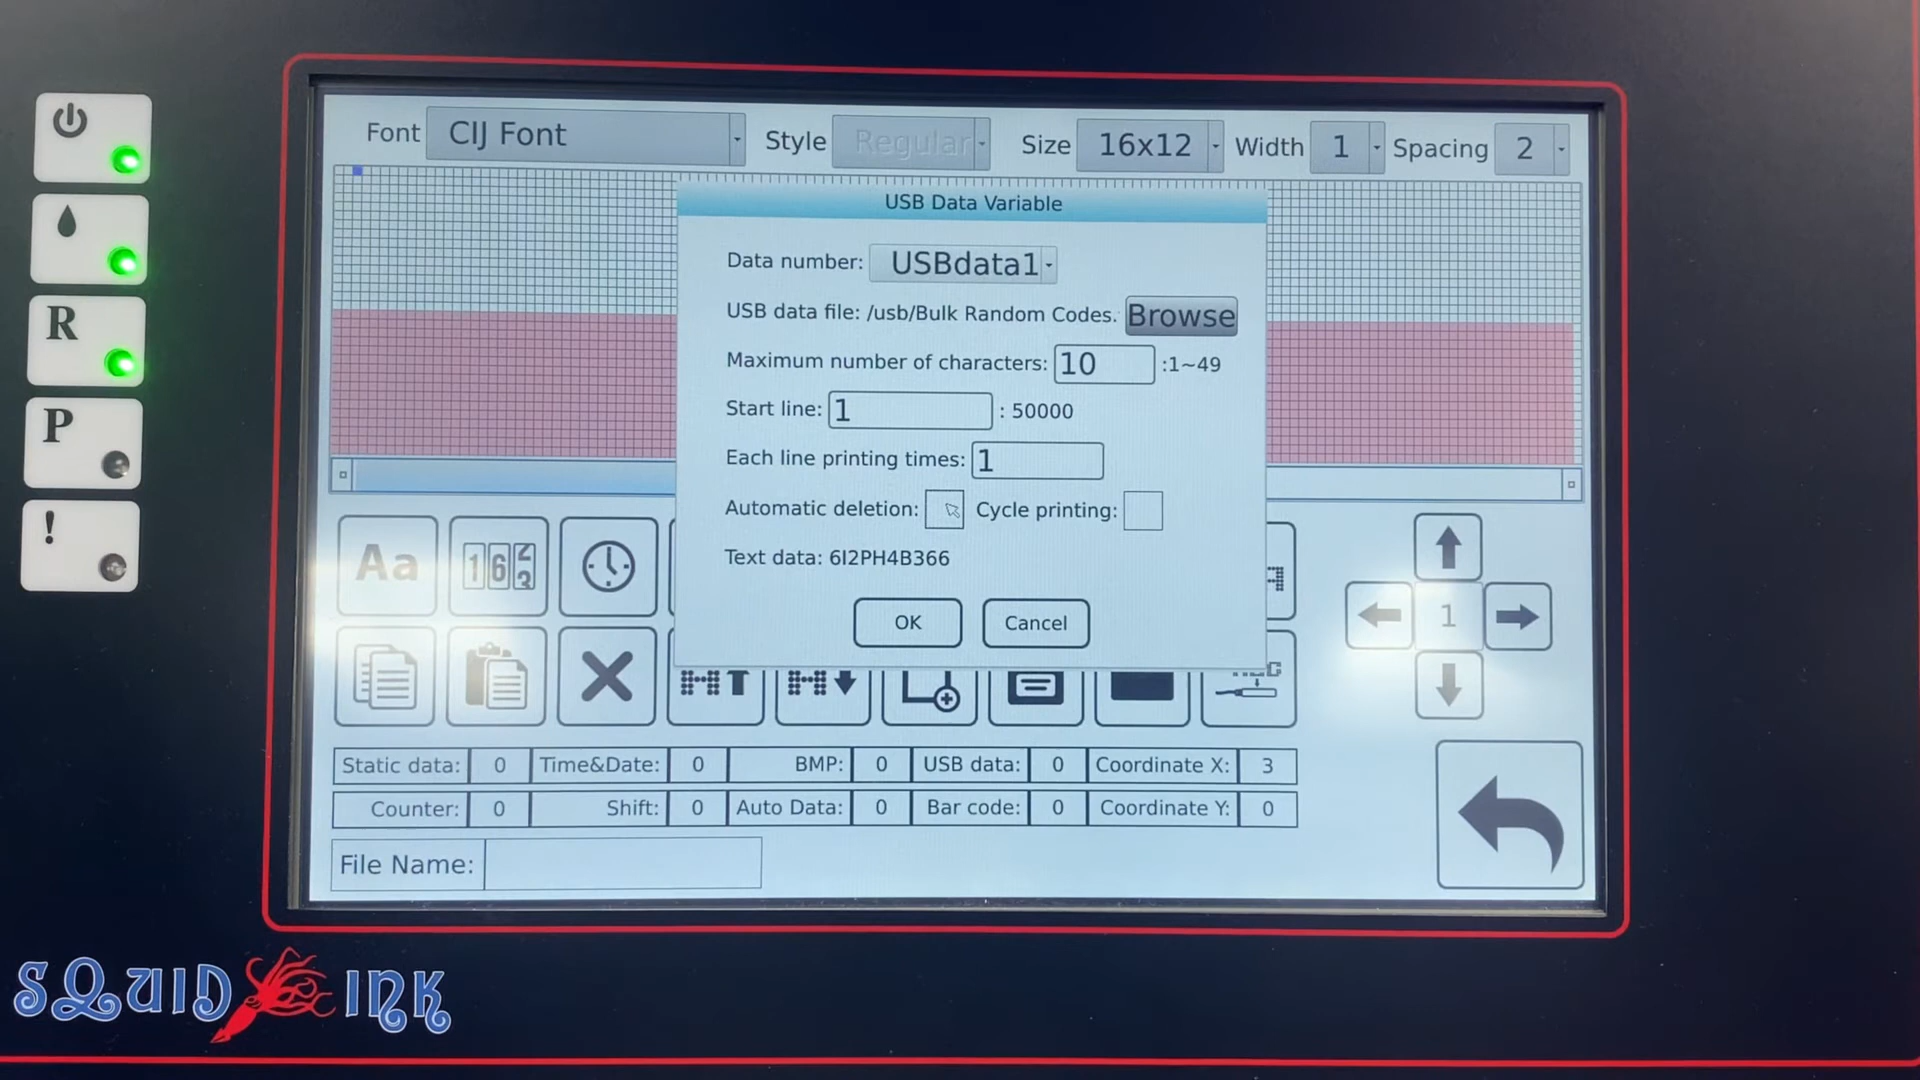 Font CIJ Font Style Regular Size 16x12 Width 1 Spacing 2
USB Data Variable
Data number: USBdata1
USB data file: /usb/Bulk Random Codes. Browse
Maximum number of characters: 10 :1~49
Start line: 1 : 50000
Each line printing times: 1
Automatic deletion: Cycle printing:
Text data: 6I2PH4B366
OK Cancel
R
P
!
Aa 162 3
1
Static data: 0 Time&Date: 0 BMP: 0 USB data: 0 Coordinate X: 3
Counter: 0 Shift: 0 Auto Data: 0 Bar code: 0 Coordinate Y: 0
File Name:
SQUID INK